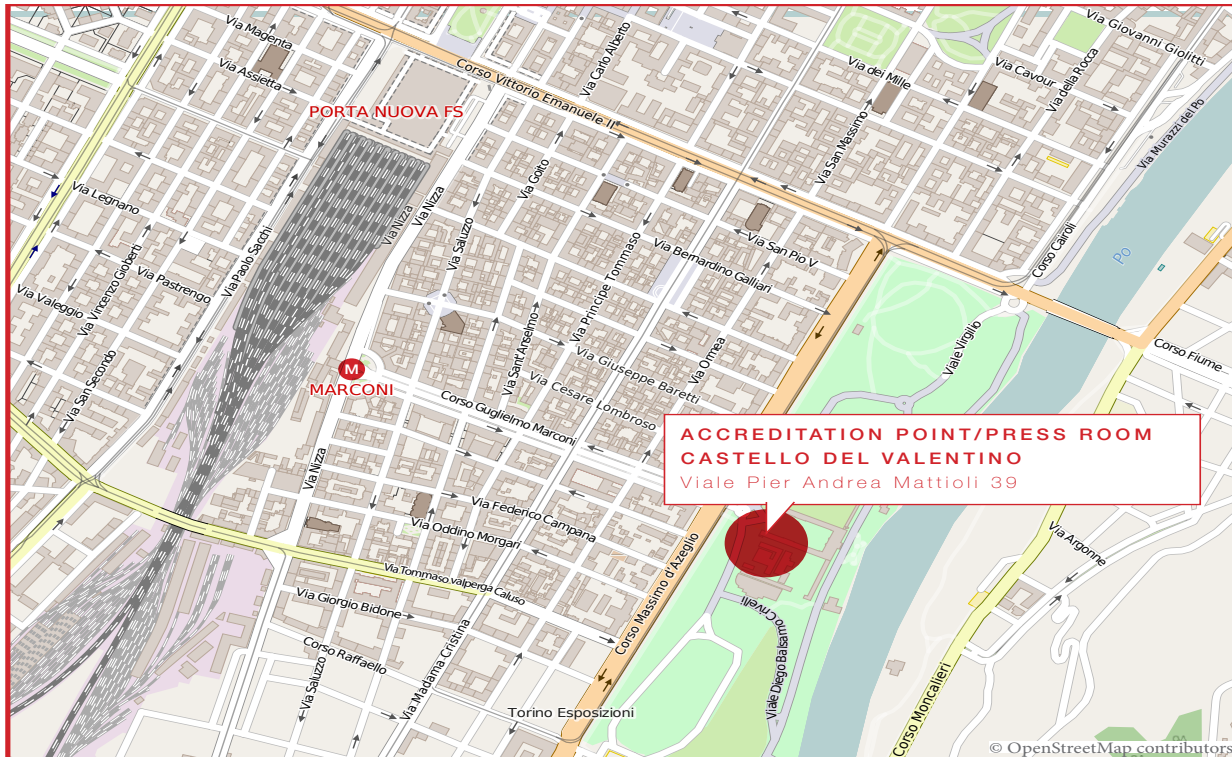 Via Magenta
Via Assietta
PORTA NUOVA FS
Corso Vittorio Emanuele II
Via Carlo Alberto
Via dei Mille
Via San Massimo
Via Giovanni Giolitti
Via Cavour
Via della Rocca
Via Murazzi del Po
Via Legnano
Via Vincenzo Gioberti
Via Pastrengo
Via Paolo Sacchi
Via Valeggio
Via San Secondo
Via Nizza
Via Nizza
Via Saluzzo
Via Goito
Via Principe Tommaso
Via Bernardino Galliari
Via San Pio V
Corso Cairoli
Po
Corso Fiume
Viale Virgilio
Via Ormea
Via Sant'Anselmo
Via Giuseppe Baretti
Via Cesare Lombroso
M
MARCONI
Corso Guglielmo Marconi
ACCREDITATION POINT/PRESS ROOM
CASTELLO DEL VALENTINO
Viale Pier Andrea Mattioli 39
Via Nizza
Via Federico Campana
Via Oddino Morgari
Via Tommaso valperga Caluso
Via Giorgio Bidone
Corso Raffaello
Via Saluzzo
Via Madama Cristina
Corso Massimo d'Azeglio
Torino Esposizioni
Viale Diego Balsamo Crivelli
Via Argonne
Corso Moncalieri
© OpenStreetMap contributors